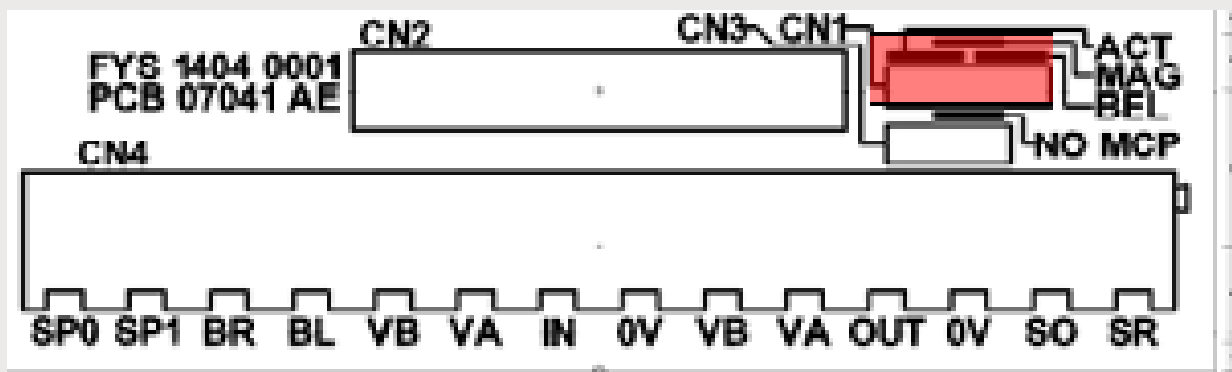 CN2 CN3 CN1 ACT
FYS 1404 0001 MAG
PCB 07041 AE BEL
CN4 NO MCP
SP0 SP1 BR BL VB VA IN 0V VB VA OUT 0V SO SR